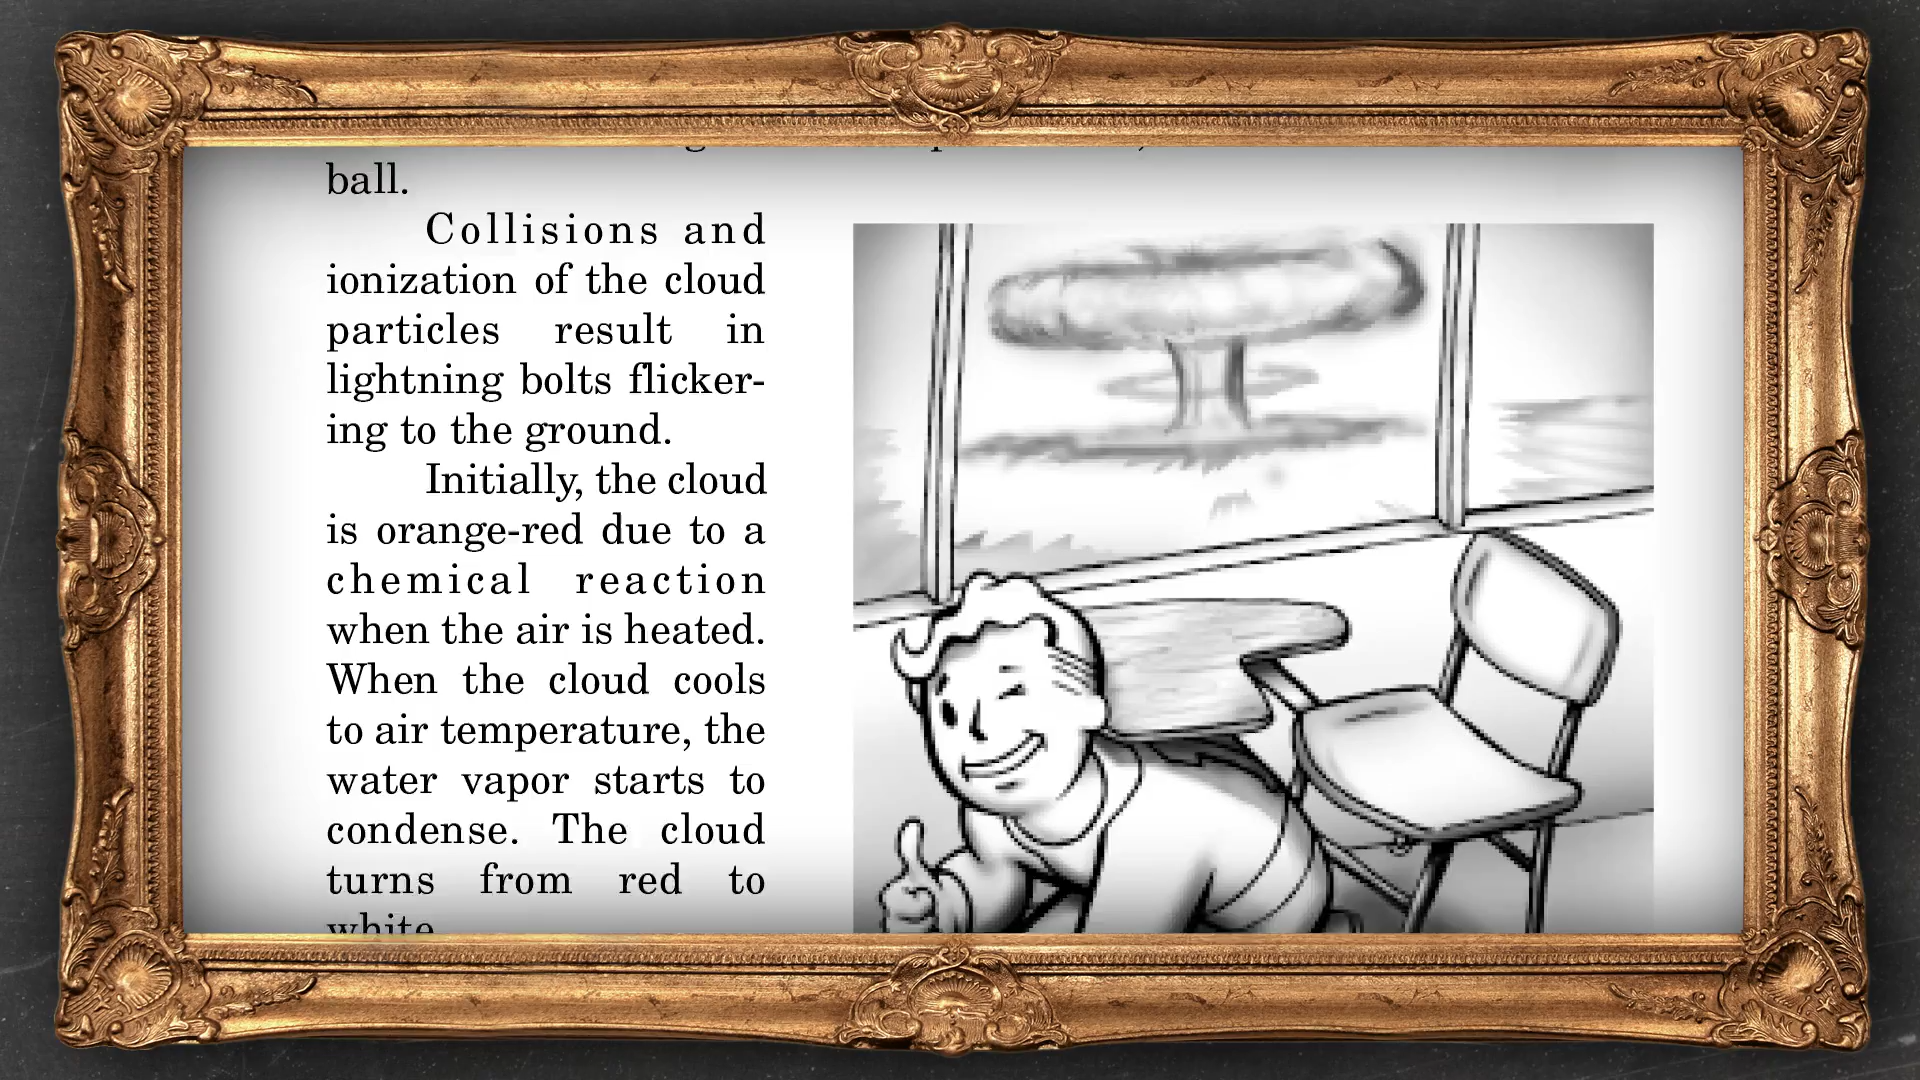 ball.
Collisions and
ionization of the cloud
particles result in
lightning bolts flicker-
ing to the ground.
Initially, the cloud
is orange-red due to a
chemical reaction
when the air is heated.
When the cloud cools
to air temperature, the
water vapor starts to
condense. The cloud
turns from red to
white.